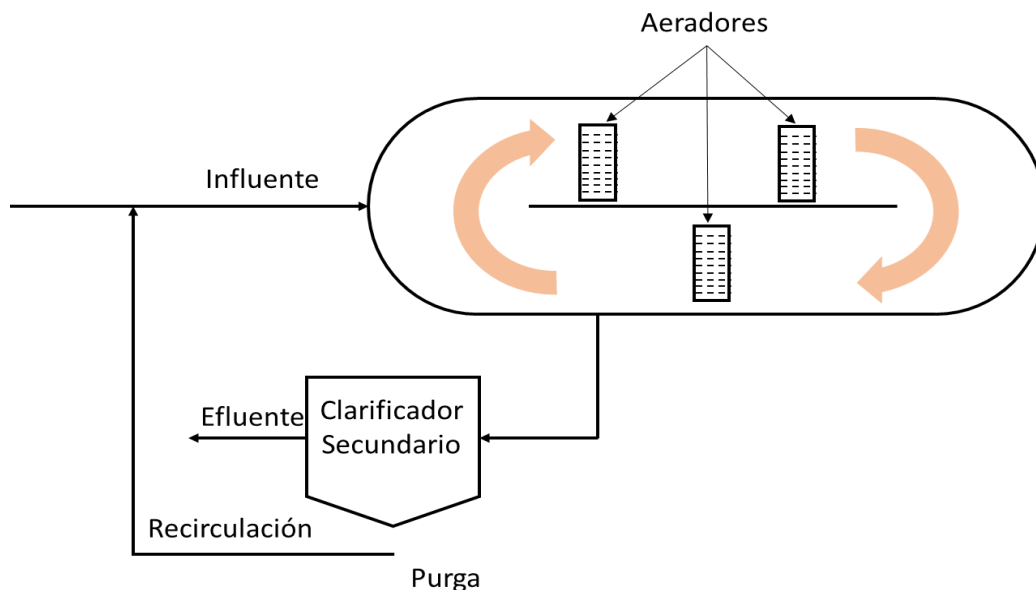 Aeradores
Influente
Efluente
Clarificador
Secundario
Recirculación
Purga